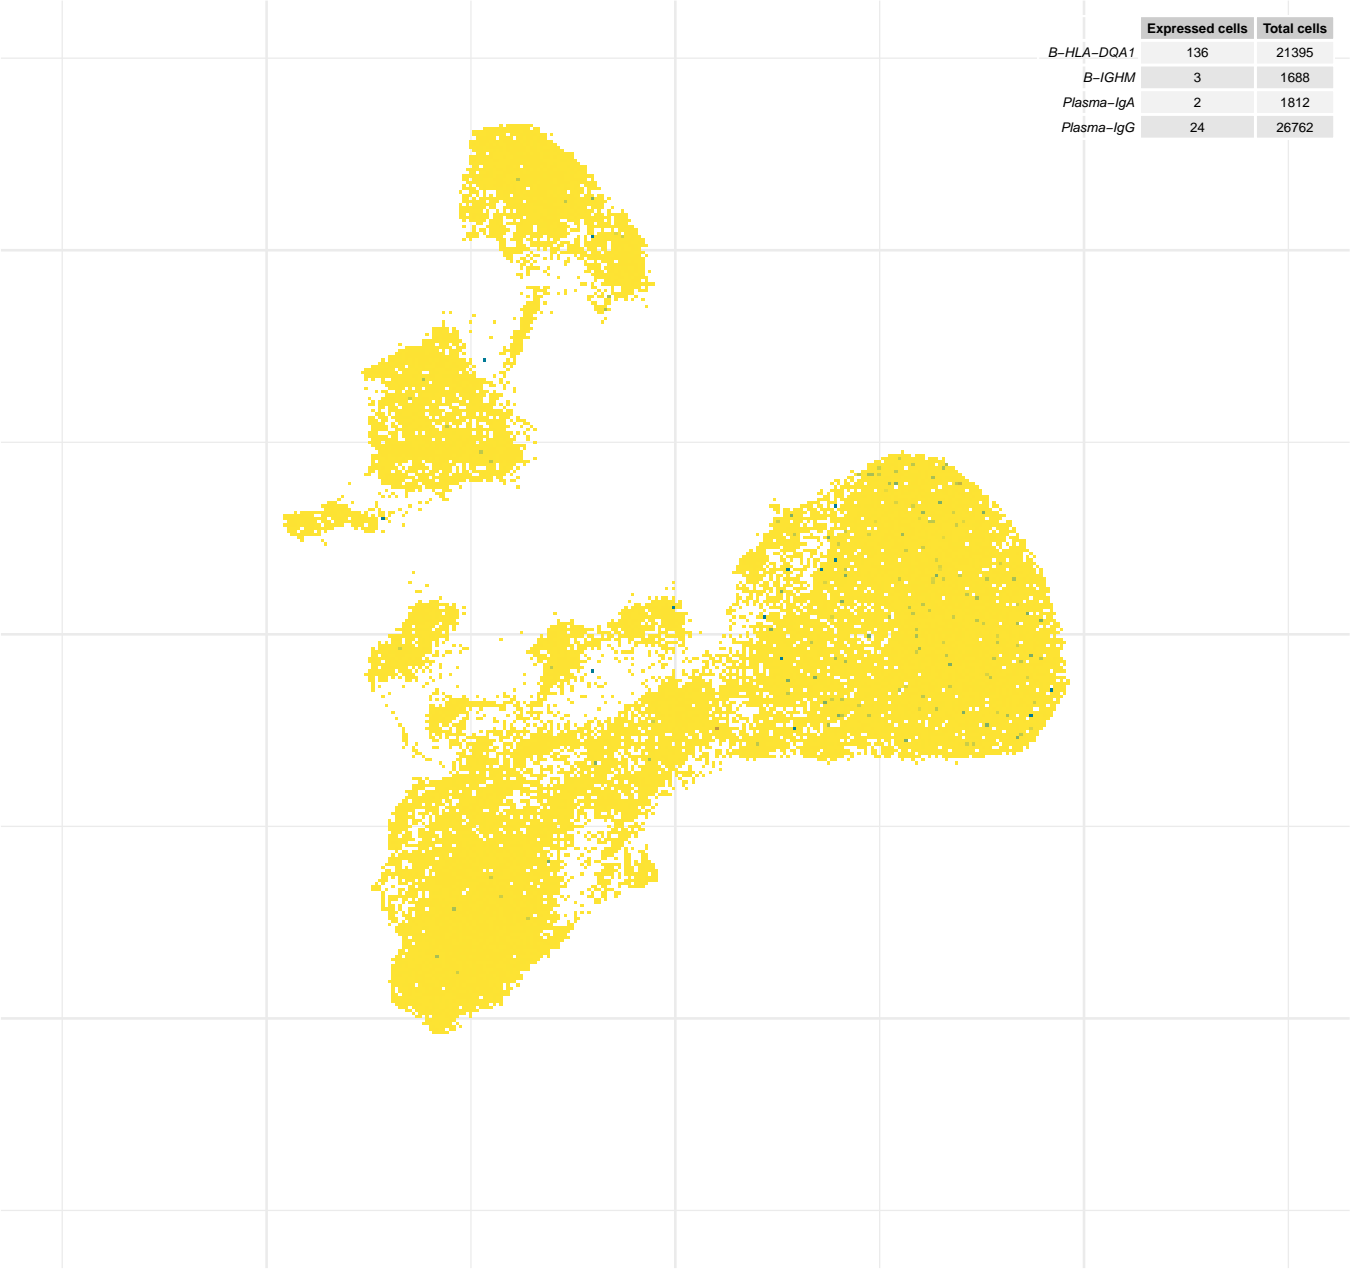 Expressed cells Total cells
B−HLA−DQA1 136 21395
B−IGHM 3 1688
Plasma−IgA 2 1812
Plasma−IgG 24 26762